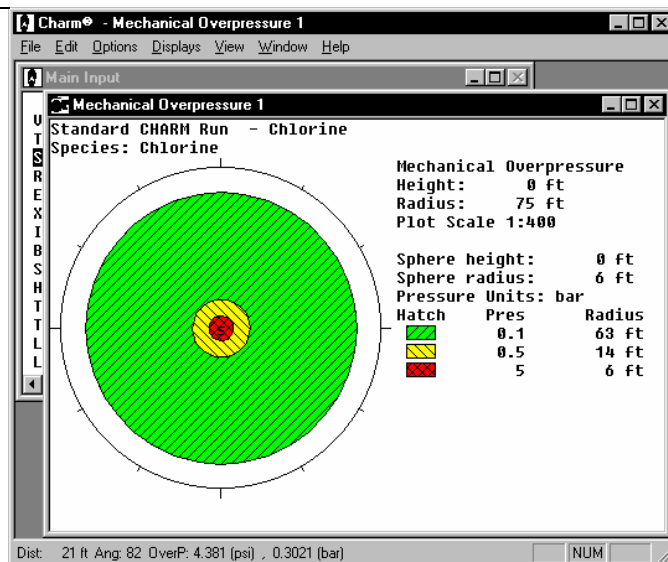 Charm® - Mechanical Overpressure 1
File Edit Options Displays View Window Help
Main Input
Mechanical Overpressure 1
U
T
S
R
E
X
I
B
S
H
T
T
L
L
Standard CHARM Run - Chlorine
Species: Chlorine
S
Mechanical Overpressure
Height: 0 ft
Radius: 75 ft
Plot Scale 1:400
Sphere height: 0 ft
Sphere radius: 6 ft
Pressure Units: bar
Hatch Pres Radius
0.1 63 ft
0.5 14 ft
5 6 ft
Dist: 21 ft Ang: 82 OverP: 4.381 (psi) , 0.3021 (bar)
NUM